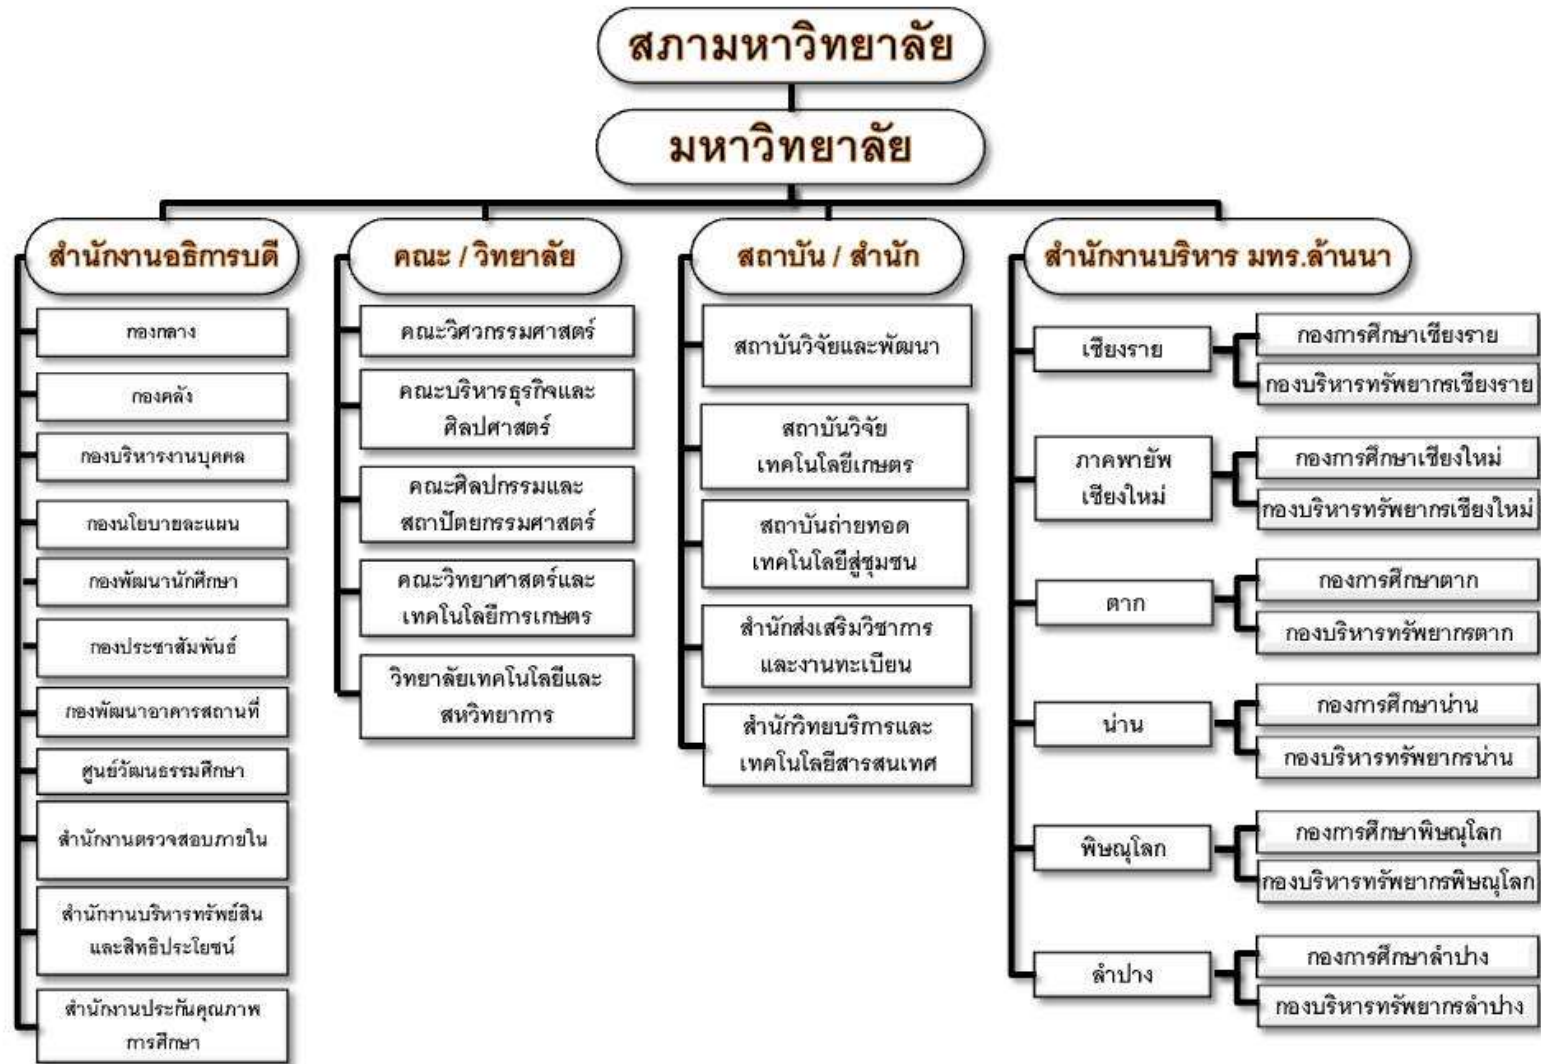 สภามหาวิทยาลัย
มหาวิทยาลัย
สำนักงานอธิการบดี
กองกลาง
กองคลัง
กองบริหารงานบุคคล
กองนโยบายละแผน
กองพัฒนานักศึกษา
กองประชาสัมพันธ์
กองพัฒนาอาคารสถานที่
ศูนย์วัฒนธรรมศึกษา
สำนักงานตรวจสอบภายใน
สำนักงานบริหารทรัพย์สิน
และสิทธิประโยชน์
สำนักงานประกันคุณภาพ
การศึกษา
คณะ / วิทยาลัย
คณะวิศวกรรมศาสตร์
คณะบริหารธุรกิจและ
ศิลปศาสตร์
คณะศิลปกรรมและ
สถาปัตยกรรมศาสตร์
คณะวิทยาศาสตร์และ
เทคโนโลยีการเกษตร
วิทยาลัยเทคโนโลยีและ
สหวิทยาการ
สถาบัน / สำนัก
สถาบันวิจัยและพัฒนา
สถาบันวิจัย
เทคโนโลยีเกษตร
สถาบันถ่ายทอด
เทคโนโลยีสู่ชุมชน
สำนักส่งเสริมวิชาการ
และงานทะเบียน
สำนักวิทยบริการและ
เทคโนโลยีสารสนเทศ
สำนักงานบริหาร มทร.ล้านนา
เชียงราย
กองการศึกษาเชียงราย
กองบริหารทรัพยากรเชียงราย
ภาคพายัพ
เชียงใหม่
กองการศึกษาเชียงใหม่
กองบริหารทรัพยากรเชียงใหม่
ตาก
กองการศึกษาตาก
กองบริหารทรัพยากรตาก
น่าน
กองการศึกษาน่าน
กองบริหารทรัพยากรน่าน
พิษณุโลก
กองการศึกษาพิษณุโลก
กองบริหารทรัพยากรพิษณุโลก
ลำปาง
กองการศึกษาลำปาง
กองบริหารทรัพยากรลำปาง